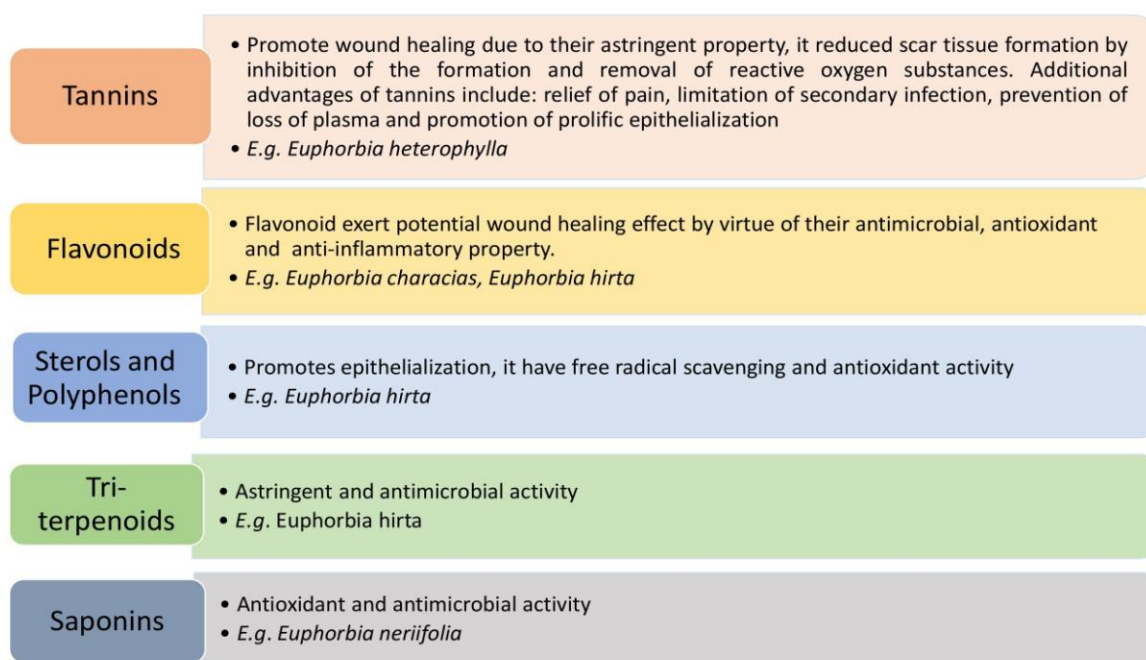 Tannins
• Promote wound healing due to their astringent property, it reduced scar tissue formation by
inhibition of the formation and removal of reactive oxygen substances. Additional
advantages of tannins include: relief of pain, limitation of secondary infection, prevention of
loss of plasma and promotion of prolific epithelialization
• E.g. Euphorbia heterophylla
Flavonoids
• Flavonoid exert potential wound healing effect by virtue of their antimicrobial, antioxidant
and anti-inflammatory property.
• E.g. Euphorbia characias, Euphorbia hirta
Sterols and
Polyphenols
• Promotes epithelialization, it have free radical scavenging and antioxidant activity
• E.g. Euphorbia hirta
Tri-
terpenoids
• Astringent and antimicrobial activity
• E.g. Euphorbia hirta
Saponins
• Antioxidant and antimicrobial activity
• E.g. Euphorbia neriifolia